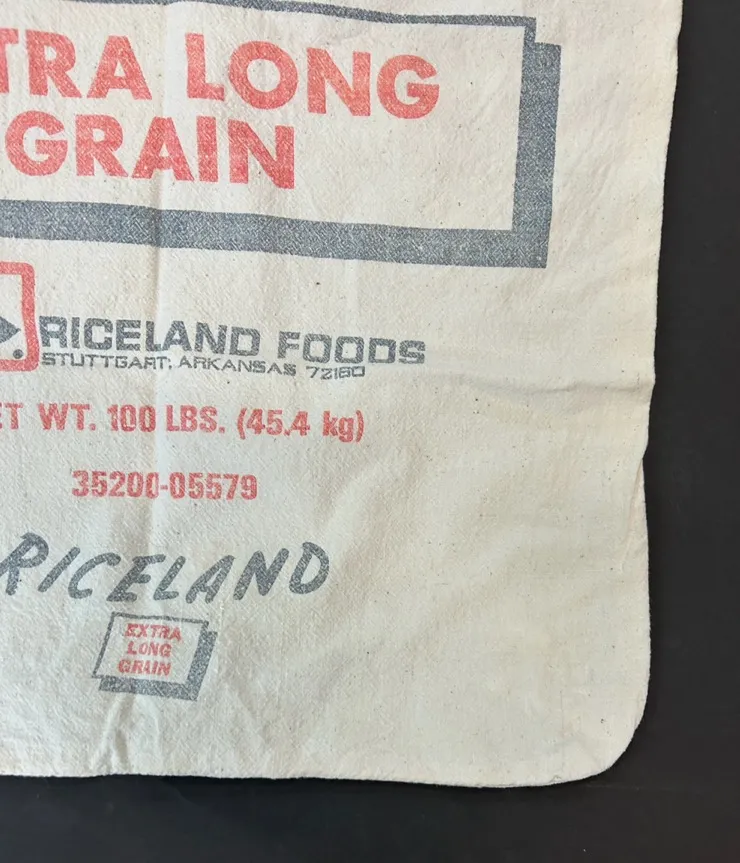 TRA LONG
GRAIN
®
RICELAND FOODS
STUTTGART, ARKANSAS 72160
ET WT. 100 LBS. (45.4 kg)
35200-05579
RICELAND
EXTRA
LONG
GRAIN